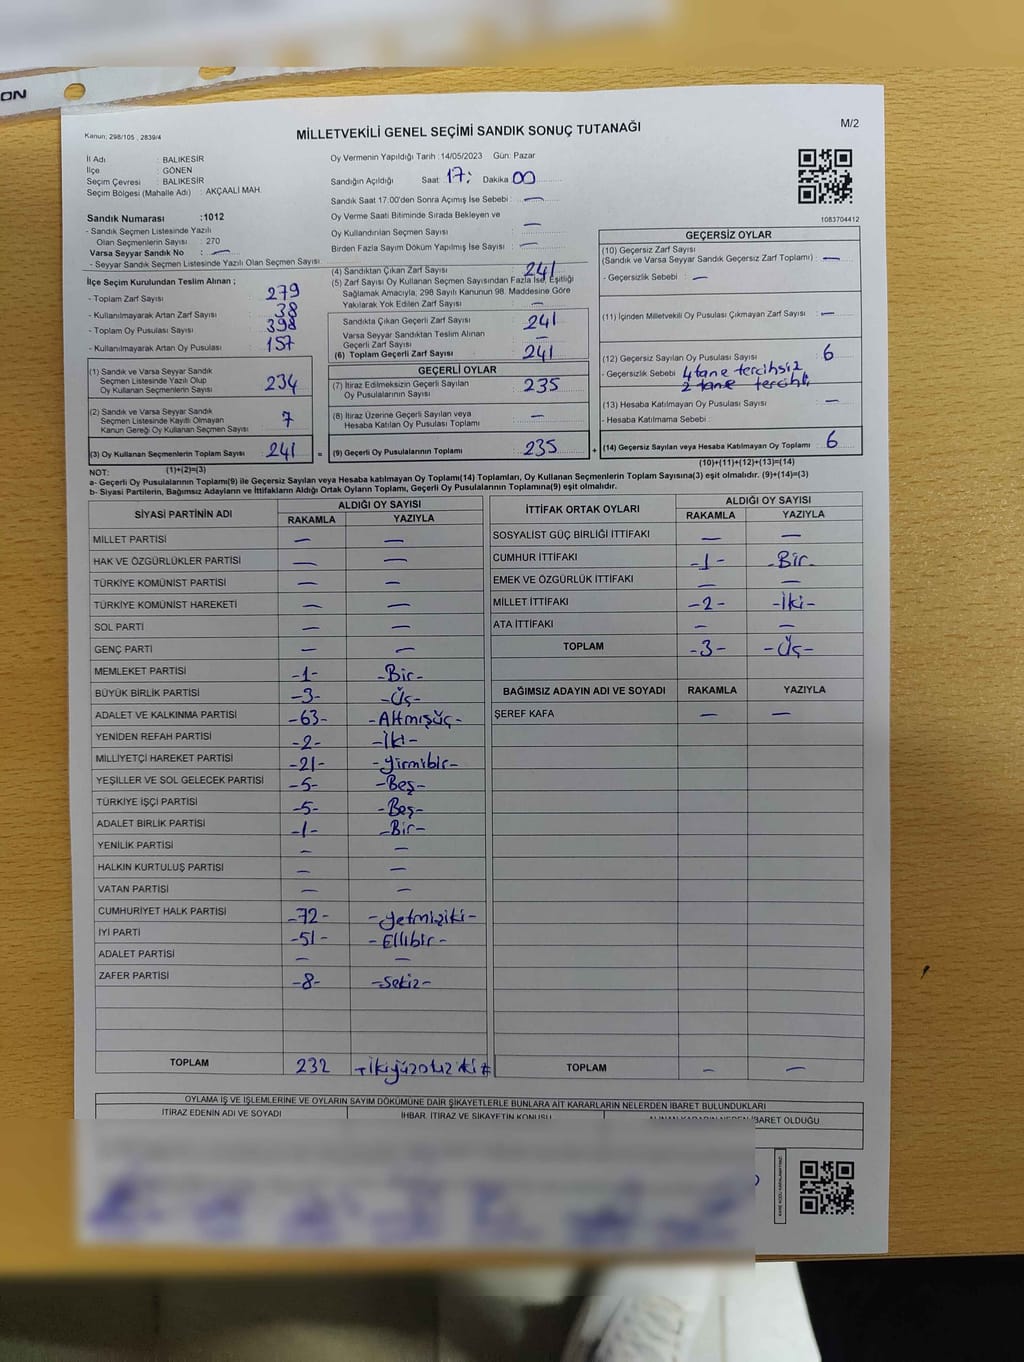 ON
Kanun; 298/105 , 2839/4
MİLLETVEKİLİ GENEL SEÇİMİ SANDIK SONUÇ TUTANAĞI
M/2
İl Adı : BALIKESİR
İlçe : GÖNEN
Seçim Çevresi : BALIKESİR
Seçim Bölgesi (Mahalle Adı) : AKÇAALİ MAH.
Sandık Numarası :1012
- Sandık Seçmen Listesinde Yazılı
Olan Seçmenlerin Sayısı : 270
Varsa Seyyar Sandık No : —
- Seyyar Sandık Seçmen Listesinde Yazılı Olan Seçmen Sayısı
İlçe Seçim Kurulundan Teslim Alınan ;
- Toplam Zarf Sayısı : 279
- Kullanılmayarak Artan Zarf Sayısı : 38
- Toplam Oy Pusulası Sayısı : 398
- Kullanılmayarak Artan Oy Pusulası : 157
(1) Sandık ve Varsa Seyyar Sandık
Seçmen Listesinde Yazılı Olup
Oy Kullanan Seçmenlerin Sayısı : 234
(2) Sandık ve Varsa Seyyar Sandık
Seçmen Listesinde Kayıtlı Olmayan
Kanun Gereği Oy Kullanan Seçmen Sayısı : 7
(3) Oy Kullanan Seçmenlerin Toplam Sayısı : 241
(1)+(2)=(3)
Oy Vermenin Yapıldığı Tarih :14/05/2023 Gün: Pazar
Sandığın Açıldığı Saat 17: Dakika 00
Sandık Saat 17:00'den Sonra Açımış İse Sebebi : —
Oy Verme Saati Bitiminde Sırada Bekleyen ve
Oy Kullandırılan Seçmen Sayısı : —
Birden Fazla Sayım Döküm Yapılmış İse Sayısı : —
(4) Sandıktan Çıkan Zarf Sayısı : 241
(5) Zarf Sayısı Oy Kullanan Seçmen Sayısından Fazla İse, Eşitliği
Sağlamak Amacıyla; 298 Sayılı Kanunun 98. Maddesine Göre
Yakılarak Yok Edilen Zarf Sayısı : —
Sandıkta Çıkan Geçerli Zarf Sayısı : 241
Varsa Seyyar Sandıktan Teslim Alınan
Geçerli Zarf Sayısı : —
(6) Toplam Geçerli Zarf Sayısı : 241
GEÇERLİ OYLAR
(7) İtiraz Edilmeksizin Geçerli Sayılan
Oy Pusulalarının Sayısı : 235
(8) İtiraz Üzerine Geçerli Sayılan veya
Hesaba Katılan Oy Pusulası Toplamı : —
= (9) Geçerli Oy Pusulalarının Toplamı : 235
1083704412
GEÇERSİZ OYLAR
(10) Geçersiz Zarf Sayısı
(Sandık ve Varsa Seyyar Sandık Geçersiz Zarf Toplamı) : —
- Geçersizlik Sebebi : —
(11) İçinden Milletvekili Oy Pusulası Çıkmayan Zarf Sayısı : —
(12) Geçersiz Sayılan Oy Pusulası Sayısı : 6
- Geçersizlik Sebebi : 4 tane tercihsiz
2 tane tercihli
(13) Hesaba Katılmayan Oy Pusulası Sayısı : —
- Hesaba Katılmama Sebebi :
+ (14) Geçersiz Sayılan veya Hesaba Katılmayan Oy Toplamı : 6
(10)+(11)+(12)+(13)=(14)
NOT:
a- Geçerli Oy Pusulalarının Toplamı(9) ile Geçersiz Sayılan veya Hesaba katılmayan Oy Toplamı(14) Toplamları, Oy Kullanan Seçmenlerin Toplam Sayısına(3) eşit olmalıdır. (9)+(14)=(3)
b- Siyasi Partilerin, Bağımsız Adayların ve İttifakların Aldığı Ortak Oyların Toplamı, Geçerli Oy Pusulalarının Toplamına(9) eşit olmalıdır.
SİYASİ PARTİNİN ADI ALDIĞI OY SAYISI
RAKAMLA YAZIYLA
MİLLET PARTİSİ — —
HAK VE ÖZGÜRLÜKLER PARTİSİ — —
TÜRKİYE KOMÜNİST PARTİSİ — —
TÜRKİYE KOMÜNİST HAREKETİ — —
SOL PARTİ — —
GENÇ PARTİ — —
MEMLEKET PARTİSİ -1- -Bir-
BÜYÜK BİRLİK PARTİSİ -3- -Üç-
ADALET VE KALKINMA PARTİSİ -63- -Altmışüç-
YENİDEN REFAH PARTİSİ -2- -İki-
MİLLİYETÇİ HAREKET PARTİSİ -21- -yirmibir-
YEŞİLLER VE SOL GELECEK PARTİSİ -5- -Beş-
TÜRKİYE İŞÇİ PARTİSİ -5- -Beş-
ADALET BİRLİK PARTİSİ -1- -Bir-
YENİLİK PARTİSİ — —
HALKIN KURTULUŞ PARTİSİ — —
VATAN PARTİSİ — —
CUMHURİYET HALK PARTİSİ -72- -yetmişiki-
İYİ PARTİ -51- -Ellibir-
ADALET PARTİSİ — —
ZAFER PARTİSİ -8- -Sekiz-
TOPLAM 232 -ikiyüzotuziki#
İTTİFAK ORTAK OYLARI ALDIĞI OY SAYISI
RAKAMLA YAZIYLA
SOSYALİST GÜÇ BİRLİĞİ İTTİFAKI — —
CUMHUR İTTİFAKI -1- -Bir-
EMEK VE ÖZGÜRLÜK İTTİFAKI — —
MİLLET İTTİFAKI -2- -İki-
ATA İTTİFAKI — —
TOPLAM -3- -Üç-
BAĞIMSIZ ADAYIN ADI VE SOYADI RAKAMLA YAZIYLA
ŞEREF KAFA — —
TOPLAM — —
OYLAMA İŞ VE İŞLEMLERİNE VE OYLARIN SAYIM DÖKÜMÜNE DAİR ŞİKAYETLERLE BUNLARA AİT KARARLARIN NELERDEN İBARET BULUNDUKLARI
İTİRAZ EDENİN ADI VE SOYADI İHBAR, İTİRAZ VE ŞİKAYETİN KONUSU ALINAN KARARIN NEDEN İBARET OLDUĞU